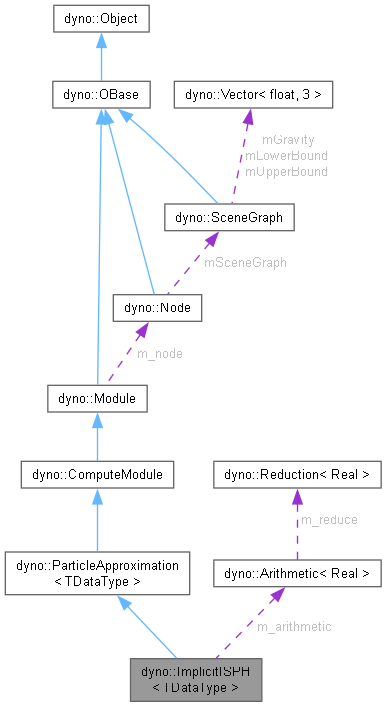 dyno::Object
dyno::OBase
dyno::Vector< float, 3 >
mGravity
mLowerBound
mUpperBound
dyno::SceneGraph
mSceneGraph
dyno::Node
m_node
dyno::Module
dyno::ComputeModule
dyno::Reduction< Real >
m_reduce
dyno::ParticleApproximation
< TDataType >
dyno::Arithmetic< Real >
m_arithmetic
dyno::ImplicitISPH
< TDataType >